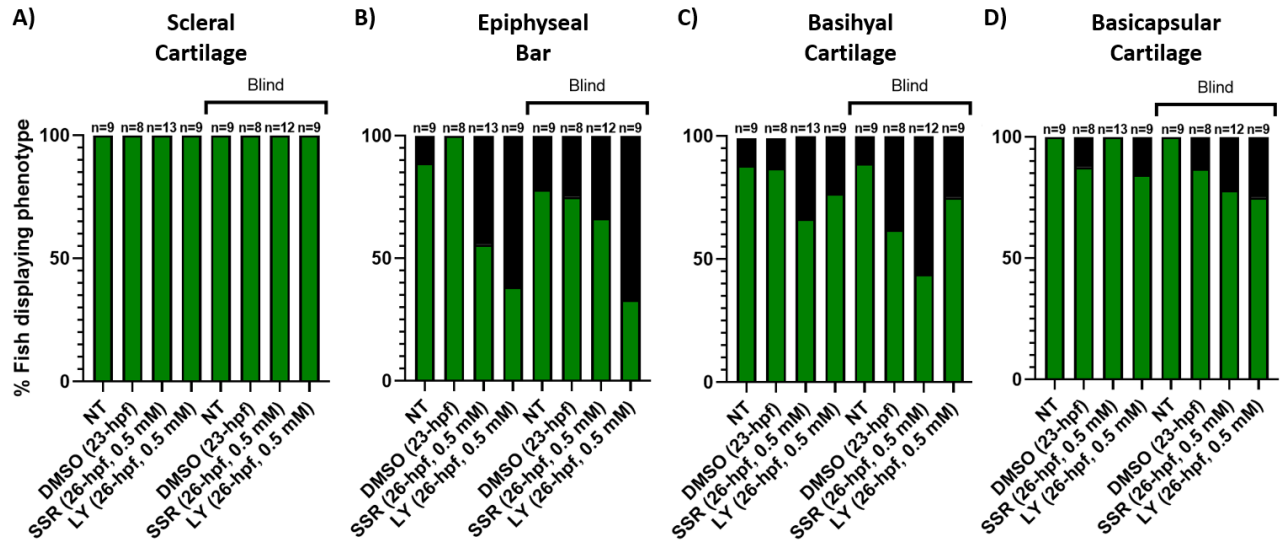 A)
Scleral
Cartilage
Blind
n=9 n=8 n=13 n=9 n=9 n=8 n=12 n=9
100
50
0
% Fish displaying phenotype
NT
DMSO (23-hpf)
SSR (26-hpf, 0.5 mM)
LY (26-hpf, 0.5 mM)
NT
DMSO (23-hpf)
SSR (26-hpf, 0.5 mM)
LY (26-hpf, 0.5 mM)
B)
Epiphyseal
Bar
Blind
n=9 n=8 n=13 n=9 n=9 n=8 n=12 n=9
100
50
0
NT
DMSO (23-hpf)
SSR (26-hpf, 0.5 mM)
LY (26-hpf, 0.5 mM)
NT
DMSO (23-hpf)
SSR (26-hpf, 0.5 mM)
LY (26-hpf, 0.5 mM)
C)
Basihyal
Cartilage
Blind
n=9 n=8 n=13 n=9 n=9 n=8 n=12 n=9
100
50
0
NT
DMSO (23-hpf)
SSR (26-hpf, 0.5 mM)
LY (26-hpf, 0.5 mM)
NT
DMSO (23-hpf)
SSR (26-hpf, 0.5 mM)
LY (26-hpf, 0.5 mM)
D)
Basicapsular
Cartilage
Blind
n=9 n=8 n=13 n=9 n=9 n=8 n=12 n=9
100
50
0
NT
DMSO (23-hpf)
SSR (26-hpf, 0.5 mM)
LY (26-hpf, 0.5 mM)
NT
DMSO (23-hpf)
SSR (26-hpf, 0.5 mM)
LY (26-hpf, 0.5 mM)